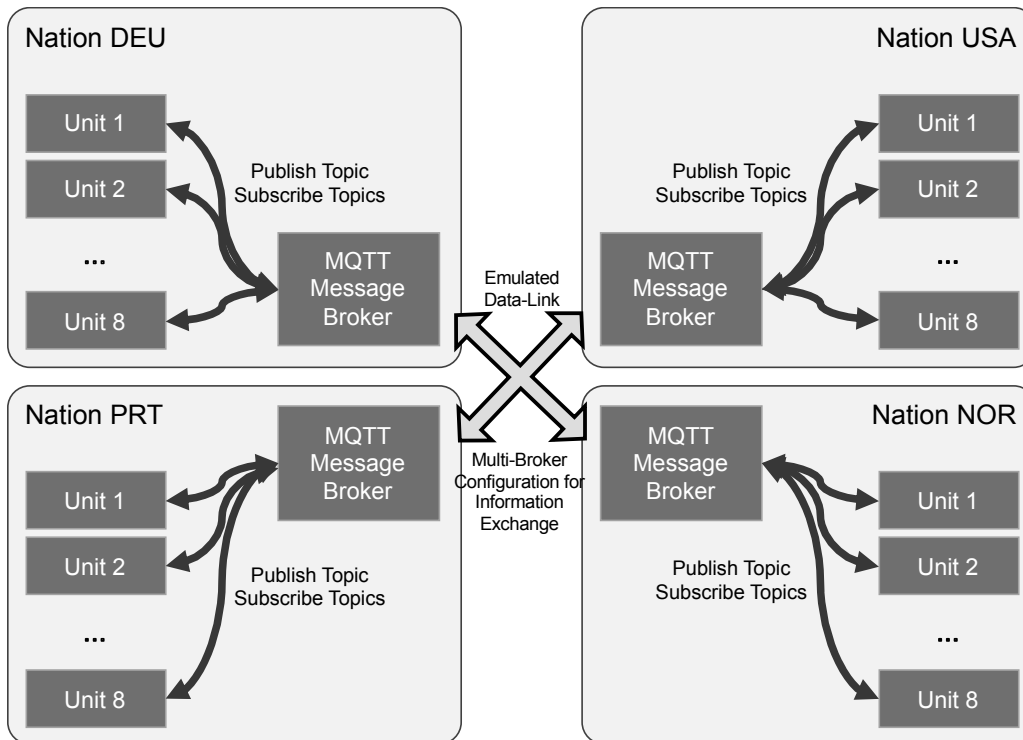 Nation DEU
Unit 1
Unit 2
...
Unit 8
Publish Topic
Subscribe Topics
MQTT
Message
Broker
Nation USA
Unit 1
Unit 2
...
Unit 8
Publish Topic
Subscribe Topics
MQTT
Message
Broker
Emulated
Data-Link
Multi-Broker
Configuration for
Information
Exchange
Nation PRT
MQTT
Message
Broker
Unit 1
Unit 2
...
Unit 8
Publish Topic
Subscribe Topics
Nation NOR
MQTT
Message
Broker
Unit 1
Unit 2
...
Unit 8
Publish Topic
Subscribe Topics